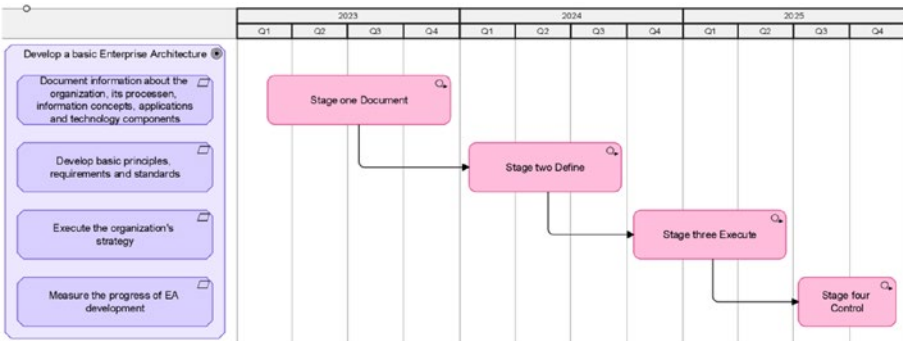 2023 2024 2025
Q1 Q2 Q3 Q4 Q1 Q2 Q3 Q4 Q1 Q2 Q3 Q4
Develop a basic Enterprise Architecture
Document information about the
organization, its processen,
information concepts, applications
and technology components
Stage one Document
Develop basic principles,
requirements and standards
Stage two Define
Execute the organization's
strategy
Stage three Execute
Measure the progress of EA
development
Stage four
Control